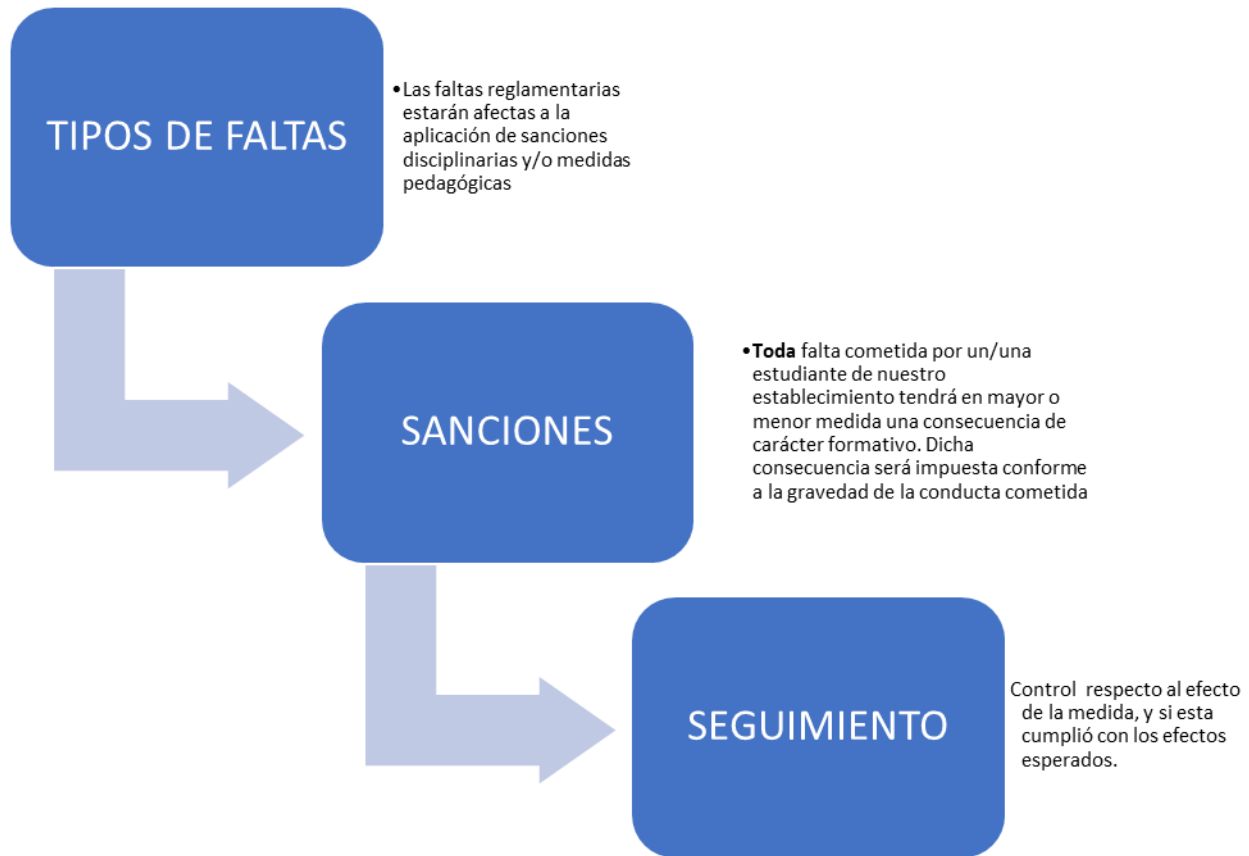 TIPOS DE FALTAS
•Las faltas reglamentarias
estarán afectas a la
aplicación de sanciones
disciplinarias y/o medidas
pedagógicas
SANCIONES
•Toda falta cometida por un/una
estudiante de nuestro
establecimiento tendrá en mayor o
menor medida una consecuencia de
carácter formativo. Dicha
consecuencia será impuesta conforme
a la gravedad de la conducta cometida
SEGUIMIENTO
Control respecto al efecto
de la medida, y si esta
cumplió con los efectos
esperados.